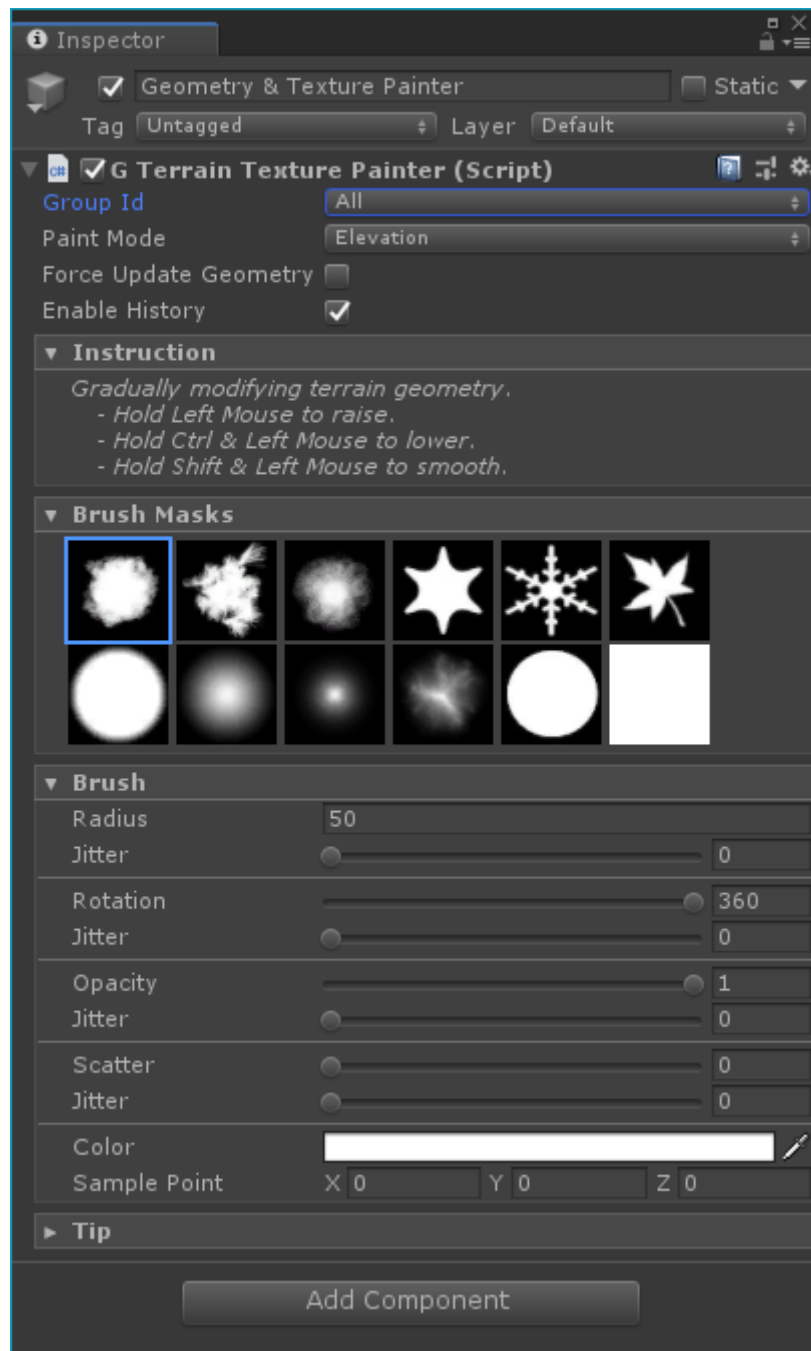 Inspector
Geometry & Texture Painter Static
Tag Untagged Layer Default
C# G Terrain Texture Painter (Script)
Group Id All
Paint Mode Elevation
Force Update Geometry
Enable History
Instruction
Gradually modifying terrain geometry.
- Hold Left Mouse to raise.
- Hold Ctrl & Left Mouse to lower.
- Hold Shift & Left Mouse to smooth.
Brush Masks
Brush
Radius 50
Jitter 0
Rotation 360
Jitter 0
Opacity 1
Jitter 0
Scatter 0
Jitter 0
Color
Sample Point X 0 Y 0 Z 0
Tip
Add Component